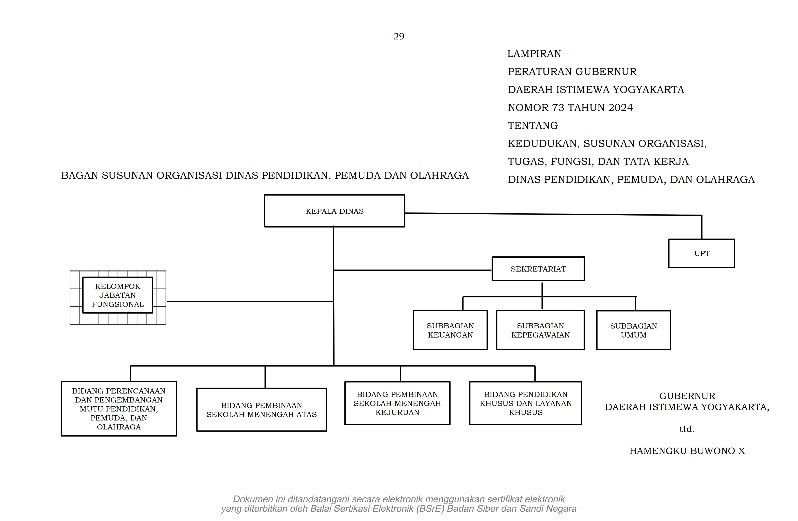 29
LAMPIRAN
PERATURAN GUBERNUR
DAERAH ISTIMEWA YOGYAKARTA
NOMOR 73 TAHUN 2024
TENTANG
KEDUDUKAN, SUSUNAN ORGANISASI,
TUGAS, FUNGSI, DAN TATA KERJA
DINAS PENDIDIKAN, PEMUDA, DAN OLAHRAGA
BAGAN SUSUNAN ORGANISASI DINAS PENDIDIKAN, PEMUDA DAN OLAHRAGA
KEPALA DINAS
UPT
SEKRETARIAT
KELOMPOK
JABATAN
FUNGSIONAL
SUBBAGIAN
KEUANGAN
SUBBAGIAN
KEPEGAWAIAN
SUBBAGIAN
UMUM
BIDANG PERENCANAAN
DAN PENGEMBANGAN
MUTU PENDIDIKAN,
PEMUDA, DAN
OLAHRAGA
BIDANG PEMBINAAN
SEKOLAH MENENGAH ATAS
BIDANG PEMBINAAN
SEKOLAH MENENGAH
KEJURUAN
BIDANG PENDIDIKAN
KHUSUS DAN LAYANAN
KHUSUS
GUBERNUR
DAERAH ISTIMEWA YOGYAKARTA,
ttd.
HAMENGKU BUWONO X
Dokumen ini ditandatangani secara elektronik menggunakan sertifikat elektronik
yang diterbitkan oleh Balai Sertikasi Elektronik (BSrE) Badan Siber dan Sandi Negara